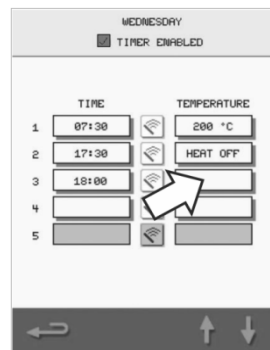 WEDNESDAY
TIMER ENABLED
TIME TEMPERATURE
1 07:30 200 °C
2 17:30 HEAT OFF
3 18:00
4
5